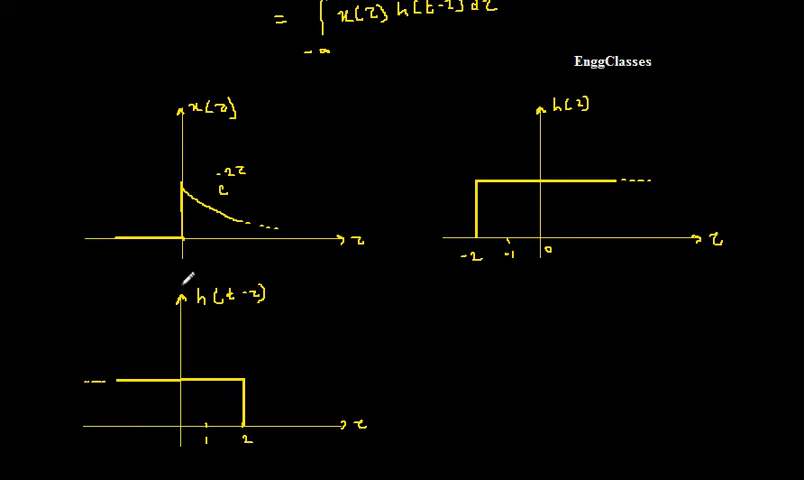 = ∫ x(τ) h(t-τ) dτ
-∞
EnggClasses
x(τ)
h(τ)
e^{-2τ}
τ
τ
-2 -1 0
h(t-τ)
τ
1 2